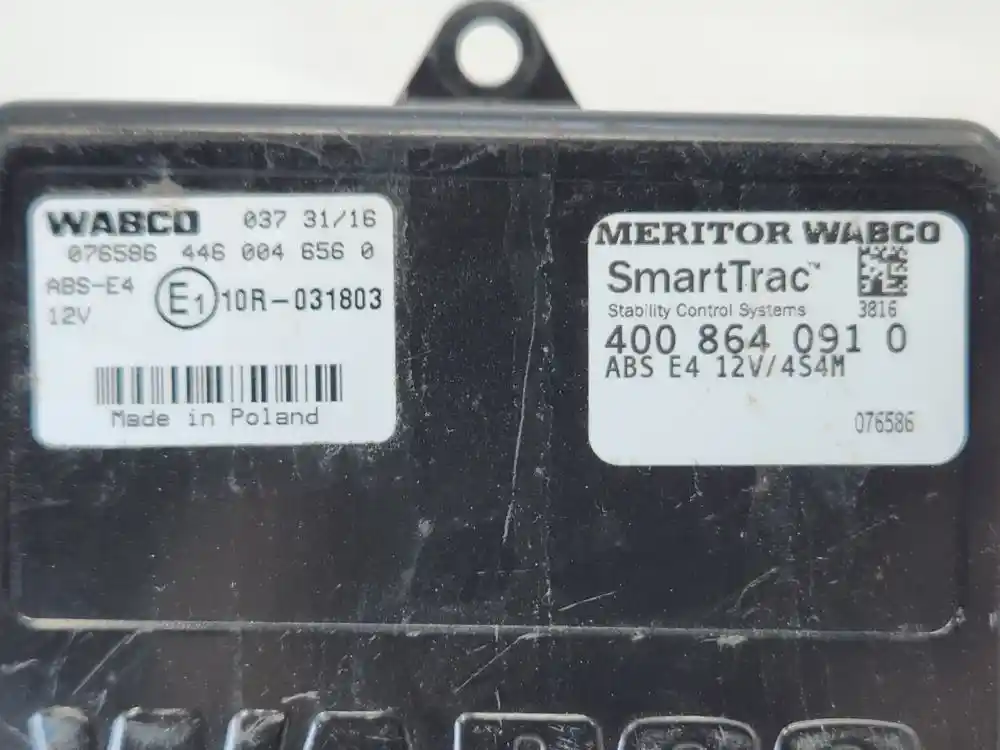 WABCO 037 31/16
076586 446 004 656 0
ABS-E4
12V
E1 10R-031803
Made in Poland
MERITOR WABCO
SmartTrac™
Stability Control Systems 3816
400 864 091 0
ABS E4 12V/4S4M
076586